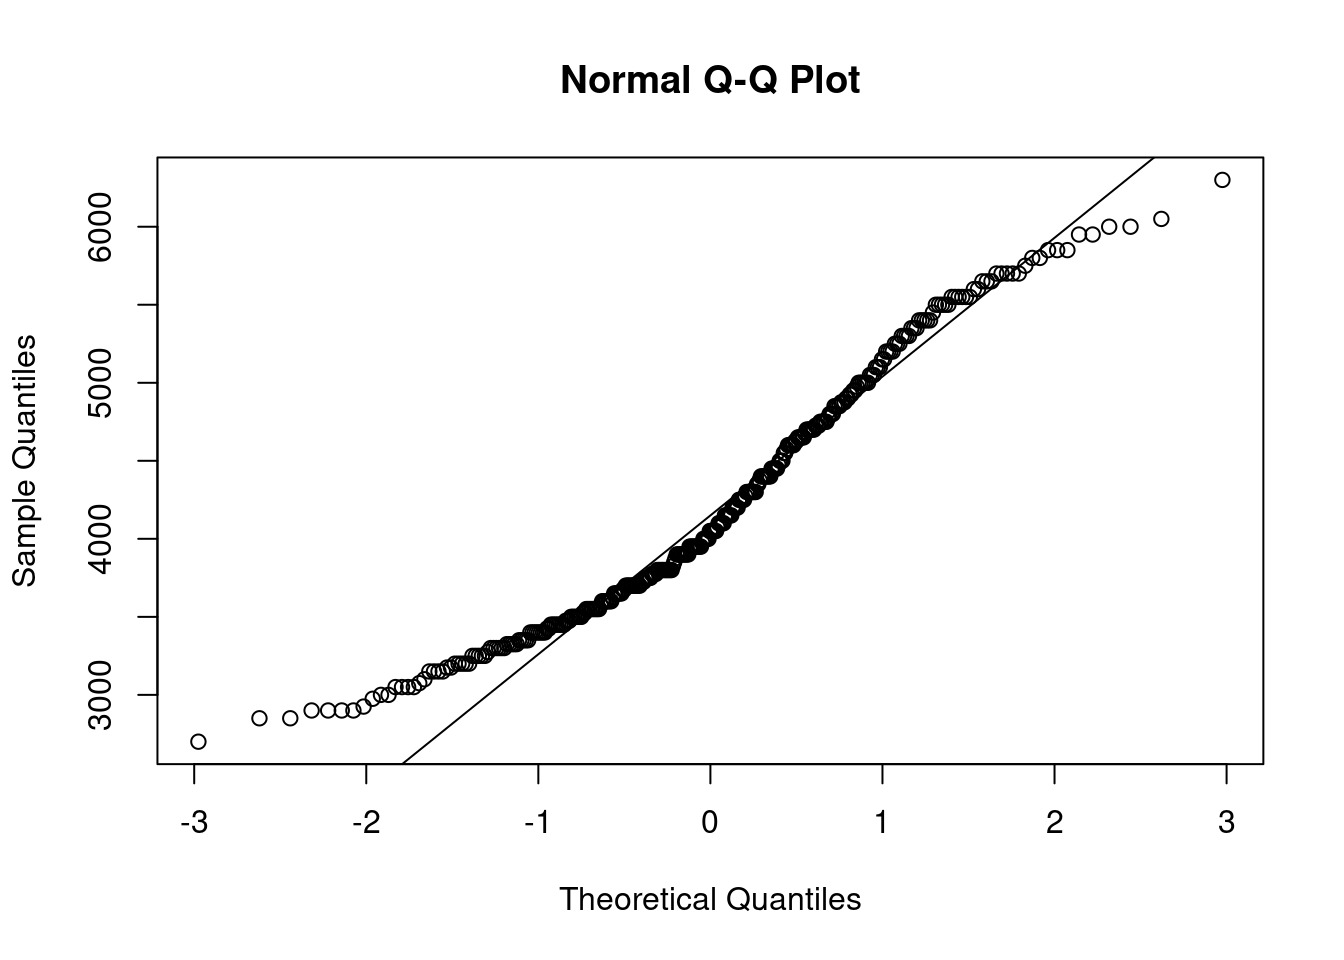 Normal Q-Q Plot
Sample Quantiles
6000
5000
4000
3000
-3 -2 -1 0 1 2 3
Theoretical Quantiles